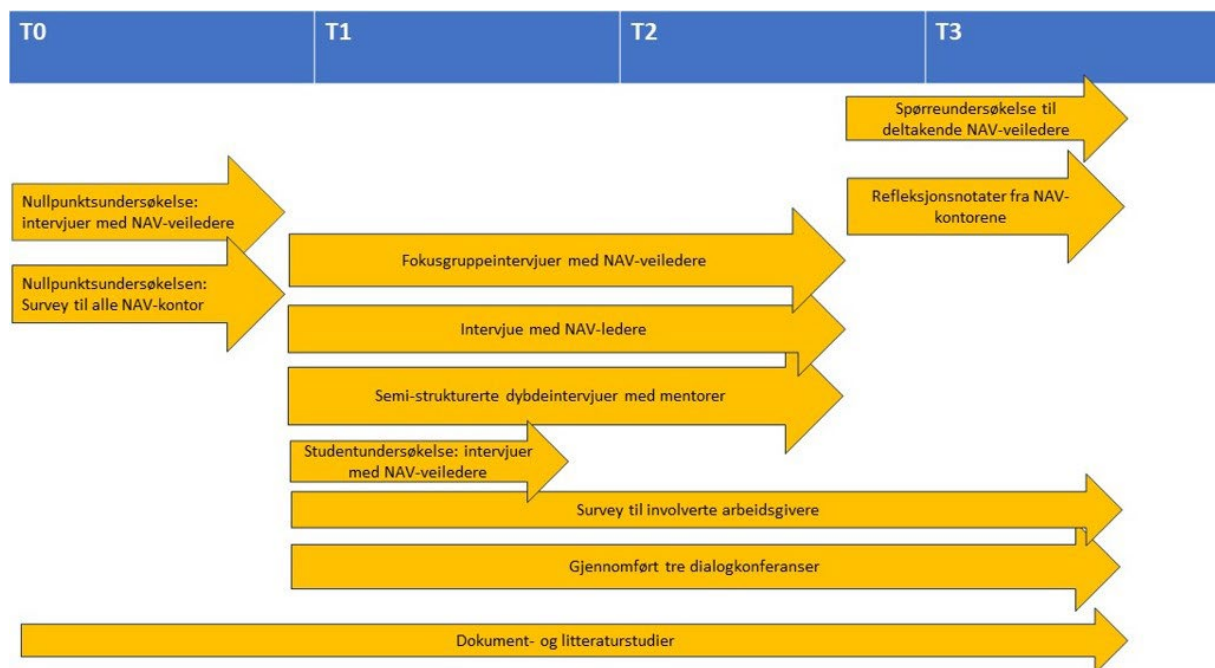 T0
T1
T2
T3
Spørreundersøkelse til
deltakende NAV-veiledere
Nullpunktsundersøkelse:
intervjuer med NAV-veiledere
Refleksjonsnotater fra NAV-
kontorene
Fokusgruppeintervjuer med NAV-veiledere
Nullpunktsundersøkelsen:
Survey til alle NAV-kontor
Intervjue med NAV-ledere
Semi-strukturerte dybdeintervjuer med mentorer
Studentundersøkelse: intervjuer
med NAV-veiledere
Survey til involverte arbeidsgivere
Gjennomført tre dialogkonferanser
Dokument- og litteraturstudier